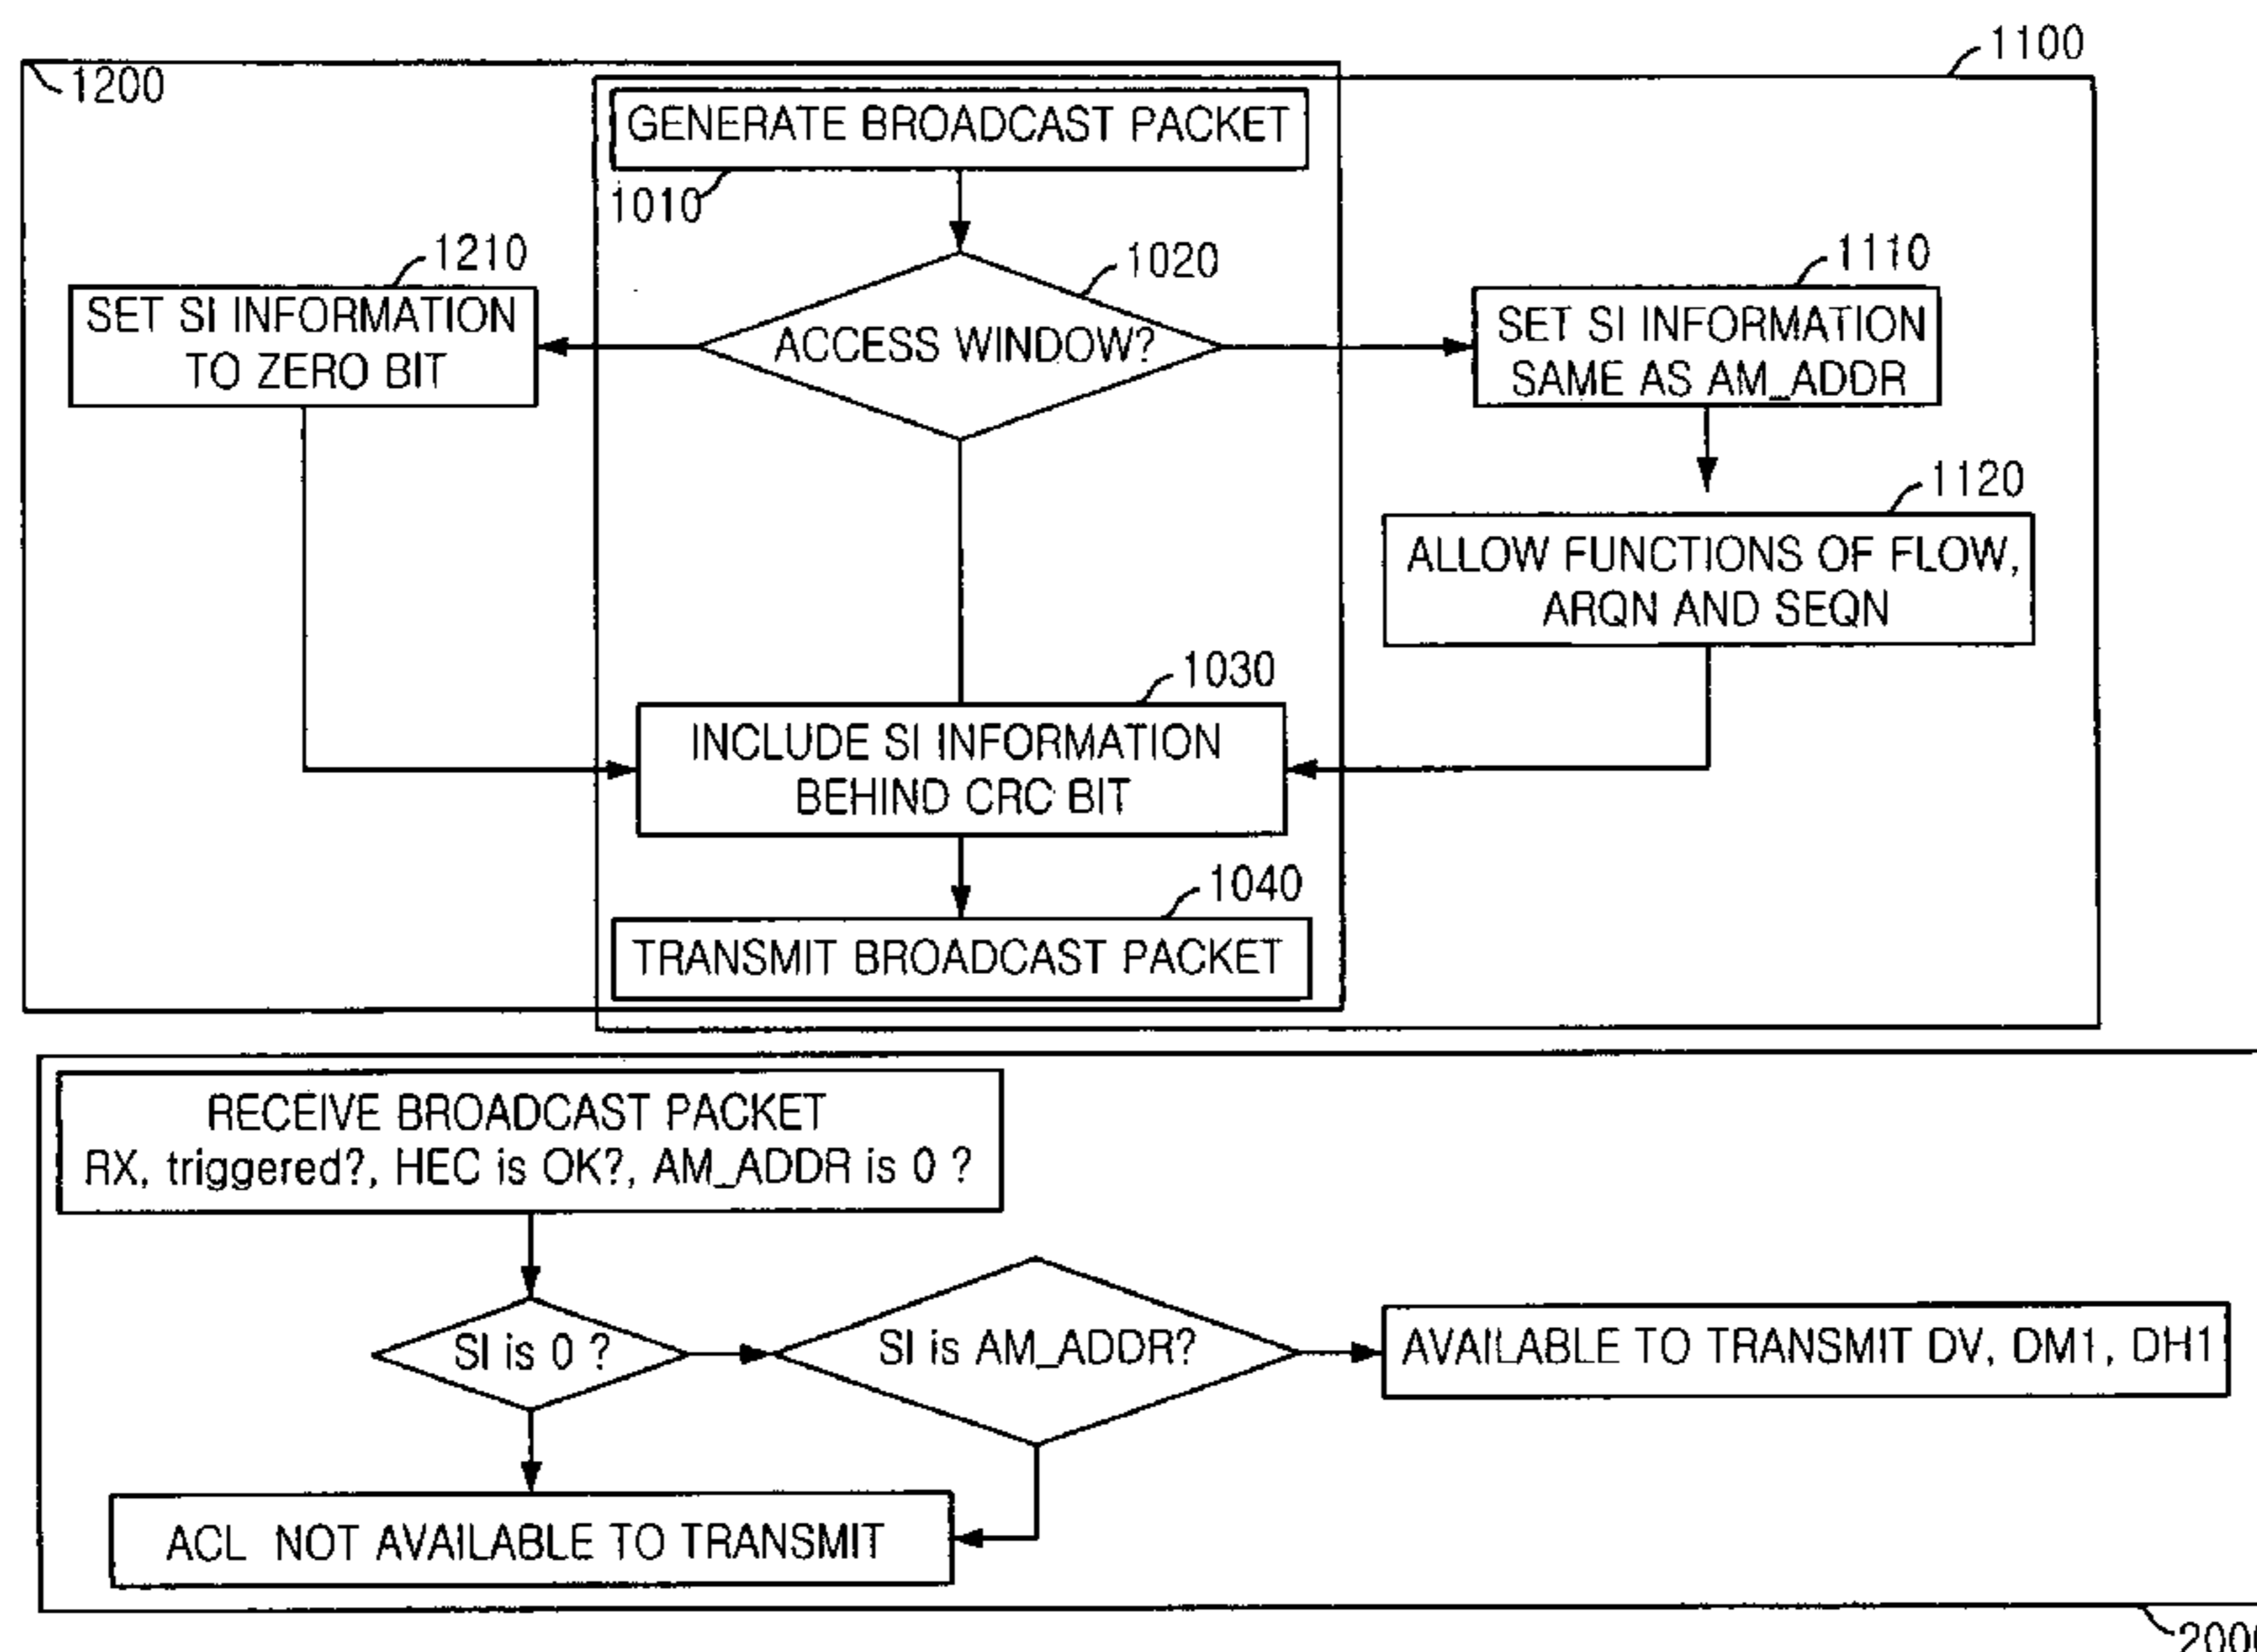 1100
1200
GENERATE BROADCAST PACKET
1010
1020
1210
1110
SET SI INFORMATION
TO ZERO BIT
ACCESS WINDOW?
SET SI INFORMATION
SAME AS AM_ADDR
1120
ALLOW FUNCTIONS OF FLOW,
ARQN AND SEQN
1030
INCLUDE SI INFORMATION
BEHIND CRC BIT
1040
TRANSMIT BROADCAST PACKET
RECEIVE BROADCAST PACKET
RX, triggered?, HEC is OK?, AM_ADDR is 0 ?
SI is 0 ?
SI is AM_ADDR?
AVAILABLE TO TRANSMIT DV, DM1, DH1
ACL NOT AVAILABLE TO TRANSMIT
2000